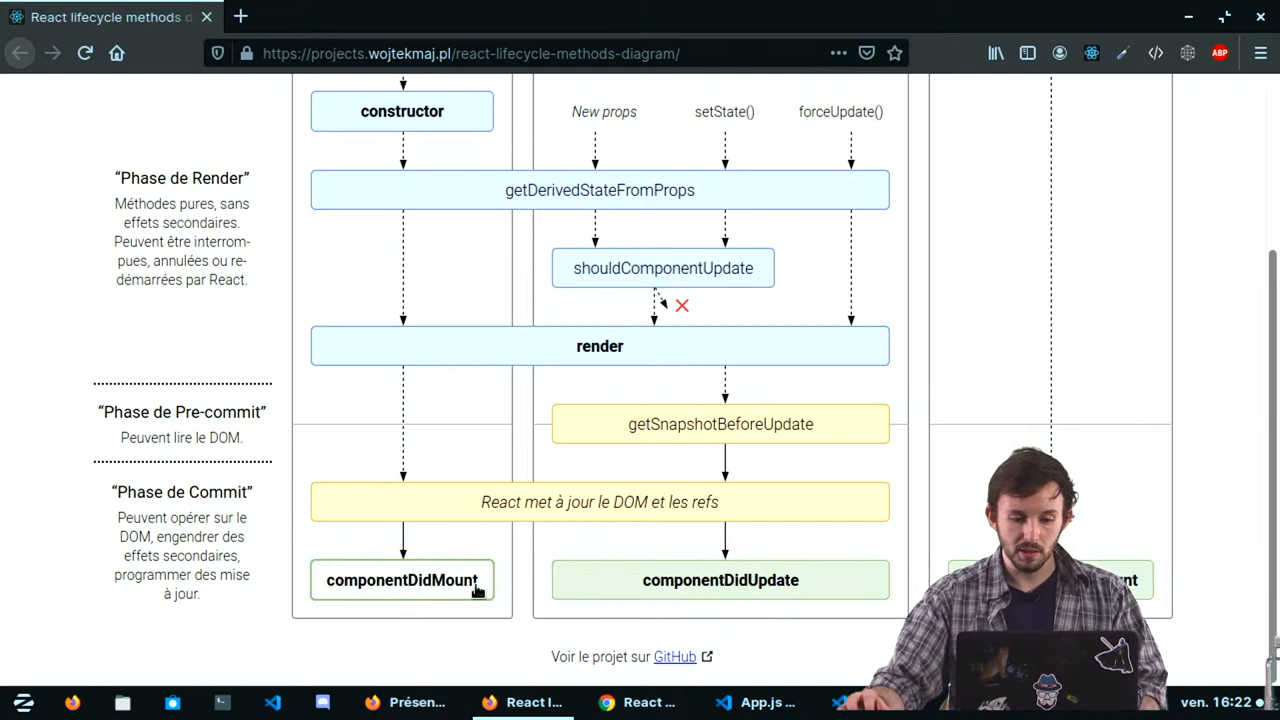 React lifecycle methods d
https://projects.wojtekmaj.pl/react-lifecycle-methods-diagram/
ABP
constructor
New props
setState()
forceUpdate()
“Phase de Render”
Méthodes pures, sans
effets secondaires.
Peuvent être interrom-
pues, annulées ou re-
démarrées par React.
getDerivedStateFromProps
shouldComponentUpdate
render
“Phase de Pre-commit”
Peuvent lire le DOM.
getSnapshotBeforeUpdate
“Phase de Commit”
Peuvent opérer sur le
DOM, engendrer des
effets secondaires,
programmer des mise
à jour.
React met à jour le DOM et les refs
componentDidMount
componentDidUpdate
nt
Voir le projet sur GitHub
Présen...
React l...
React ...
App.js ...
ven. 16:22